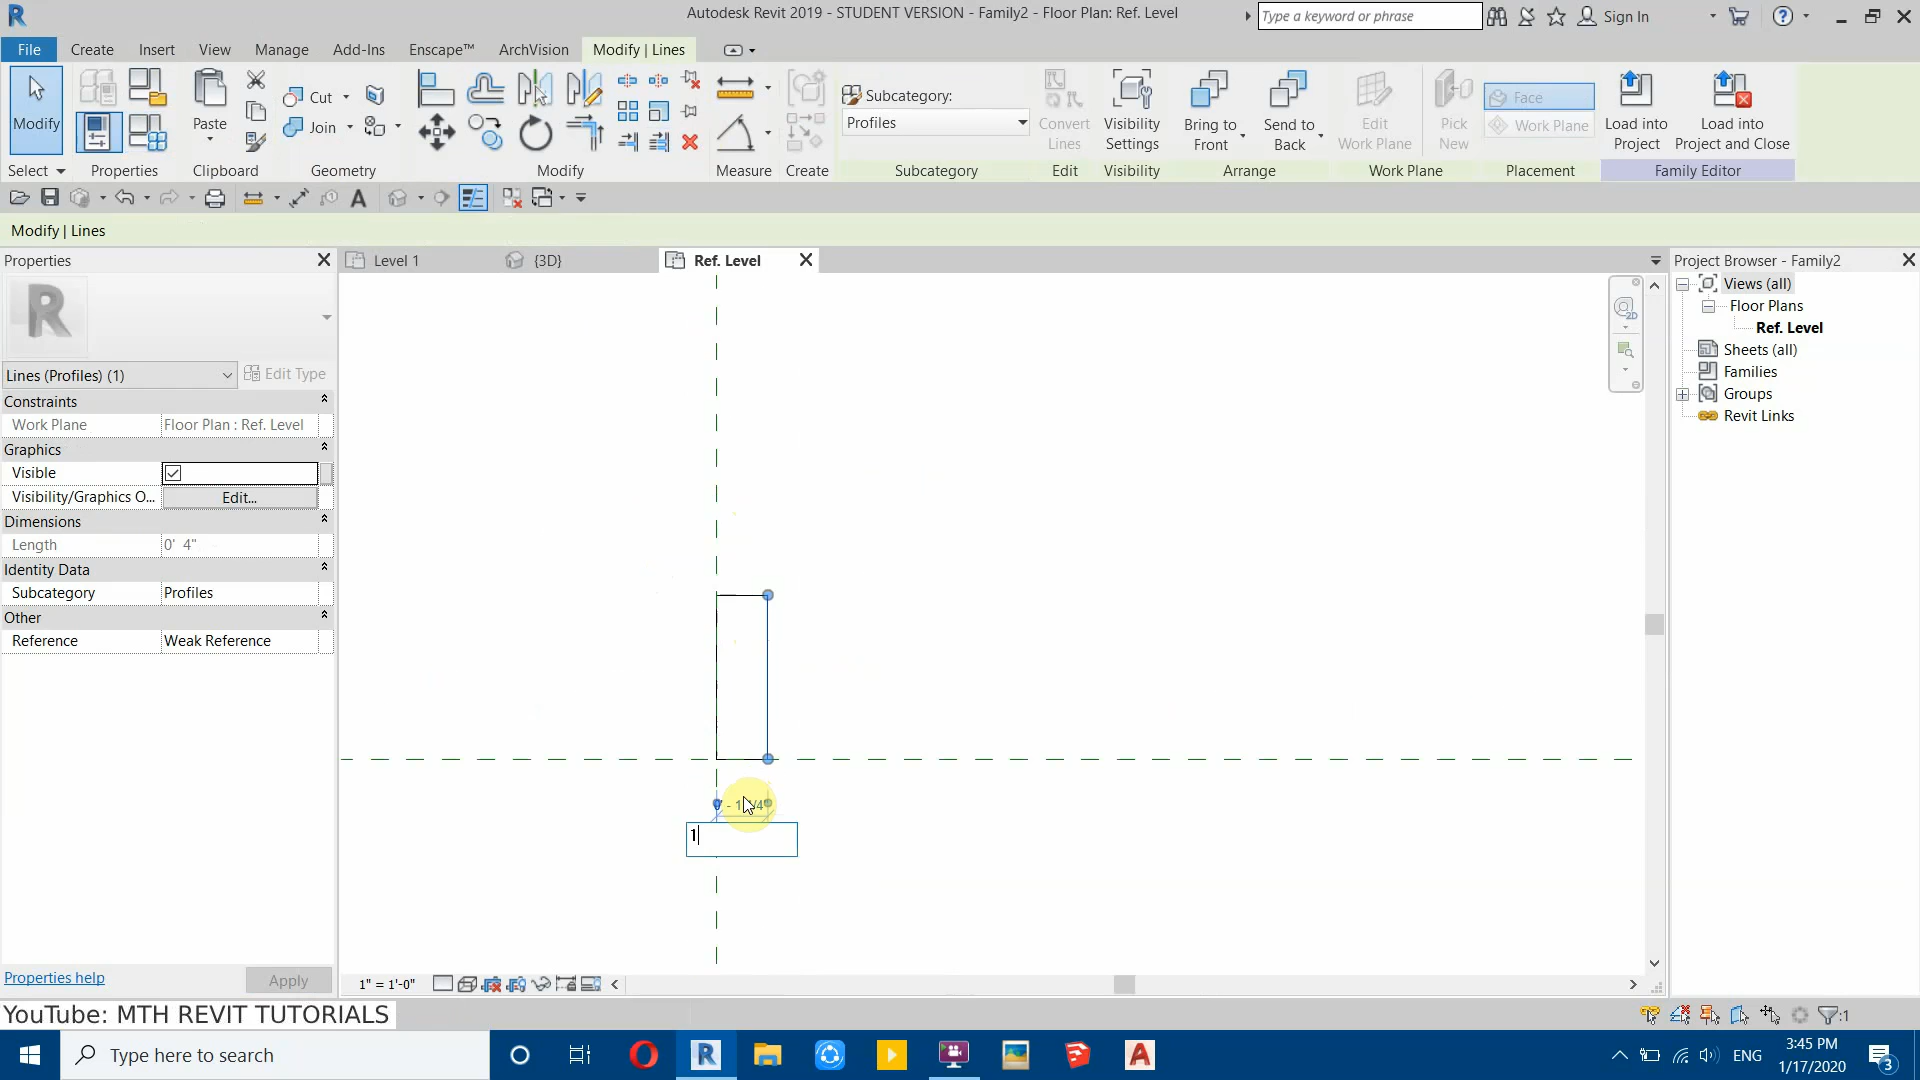 Autodesk Revit 2019 - STUDENT VERSION - Family2 - Floor Plan: Ref. Level
Type a keyword or phrase
Sign In
File Create Insert View Manage Add-Ins Enscape™ ArchVision Modify | Lines
Modify
Paste
Cut
Join
Subcategory:
Profiles
Convert Lines
Visibility Settings
Bring to Front
Send to Back
Edit Work Plane
Pick New
Face
Work Plane
Load into Project
Load into Project and Close
Select Properties Clipboard Geometry Modify Measure Create Subcategory Edit Visibility Arrange Work Plane Placement Family Editor
Modify | Lines
Properties
Level 1
{3D}
Ref. Level
Project Browser - Family2
Views (all)
Floor Plans
Ref. Level
Sheets (all)
Families
Groups
Revit Links
Lines (Profiles) (1)
Edit Type
Constraints
Work Plane Floor Plan : Ref. Level
Graphics
Visible
Visibility/Graphics O... Edit...
Dimensions
Length 0' 4"
Identity Data
Subcategory Profiles
Other
Reference Weak Reference
1
Properties help
Apply
1" = 1'-0"
:1
YouTube: MTH REVIT TUTORIALS
Type here to search
ENG
3:45 PM
1/17/2020
3